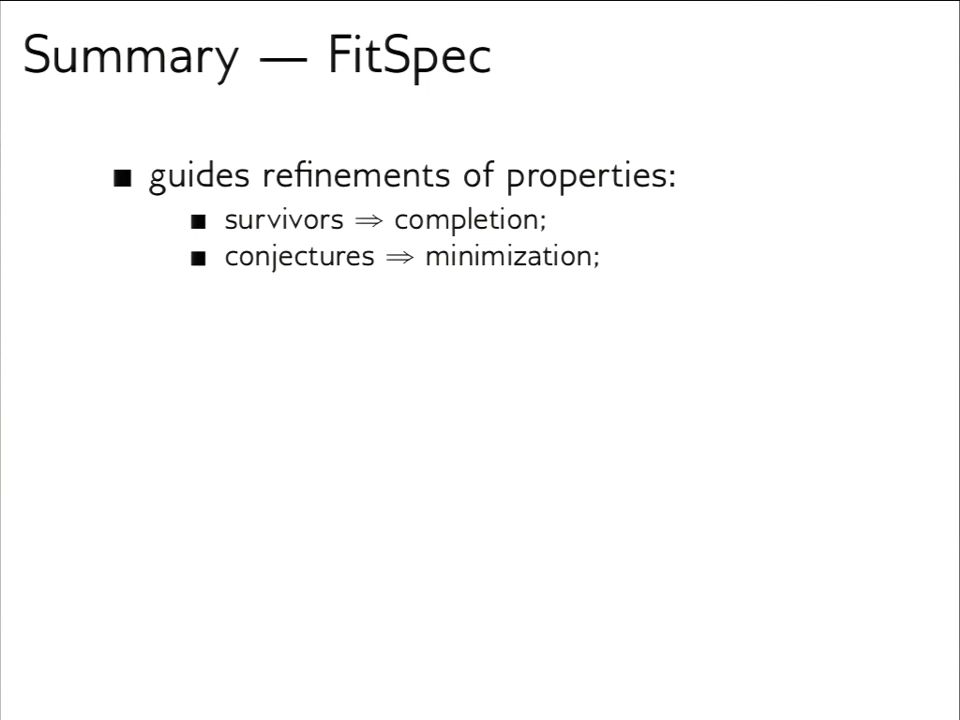 Summary — FitSpec
■ guides refinements of properties:
■ survivors ⇒ completion;
■ conjectures ⇒ minimization;